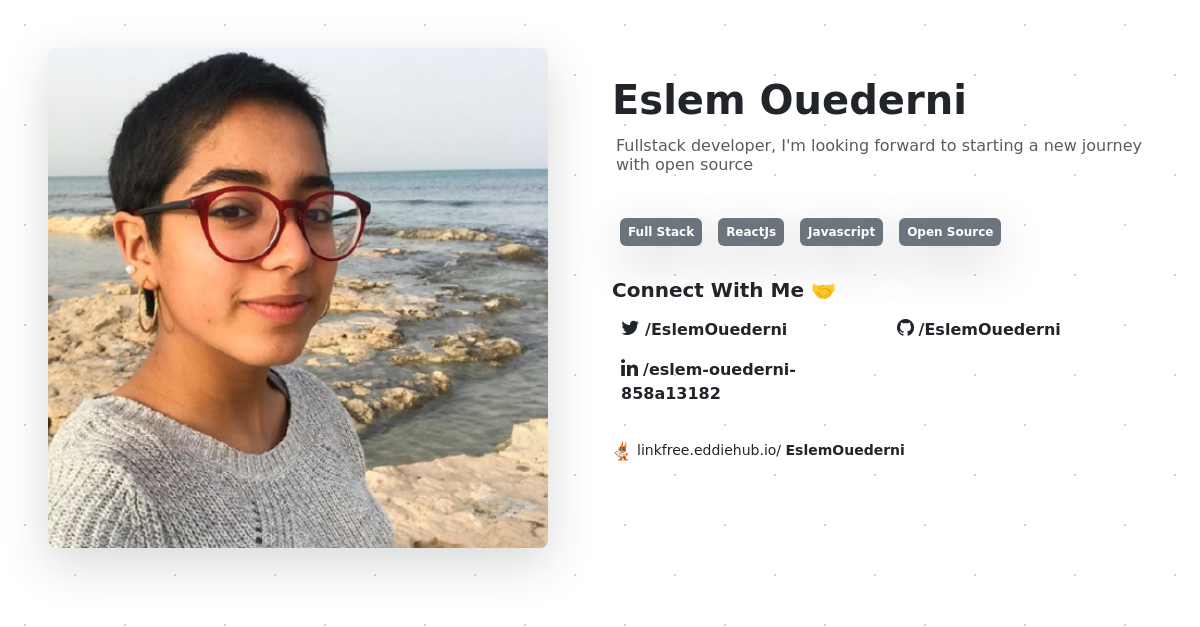 Eslem Ouederni
Fullstack developer, I'm looking forward to starting a new journey
with open source
Full Stack ReactJs Javascript Open Source
Connect With Me 🤝
/EslemOuederni /EslemOuederni
/eslem-ouederni-
858a13182
linkfree.eddiehub.io/ EslemOuederni